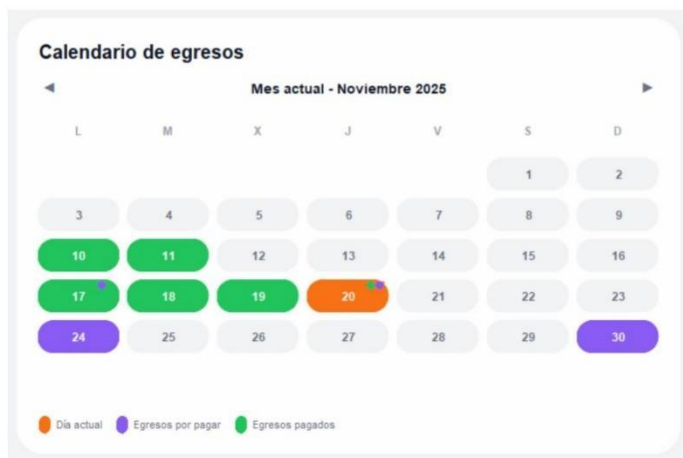 Calendario de egresos
◀ Mes actual - Noviembre 2025 ▶
L M X J V S D
1 2
3 4 5 6 7 8 9
10 11 12 13 14 15 16
17 18 19 20 21 22 23
24 25 26 27 28 29 30
Día actual Egresos por pagar Egresos pagados